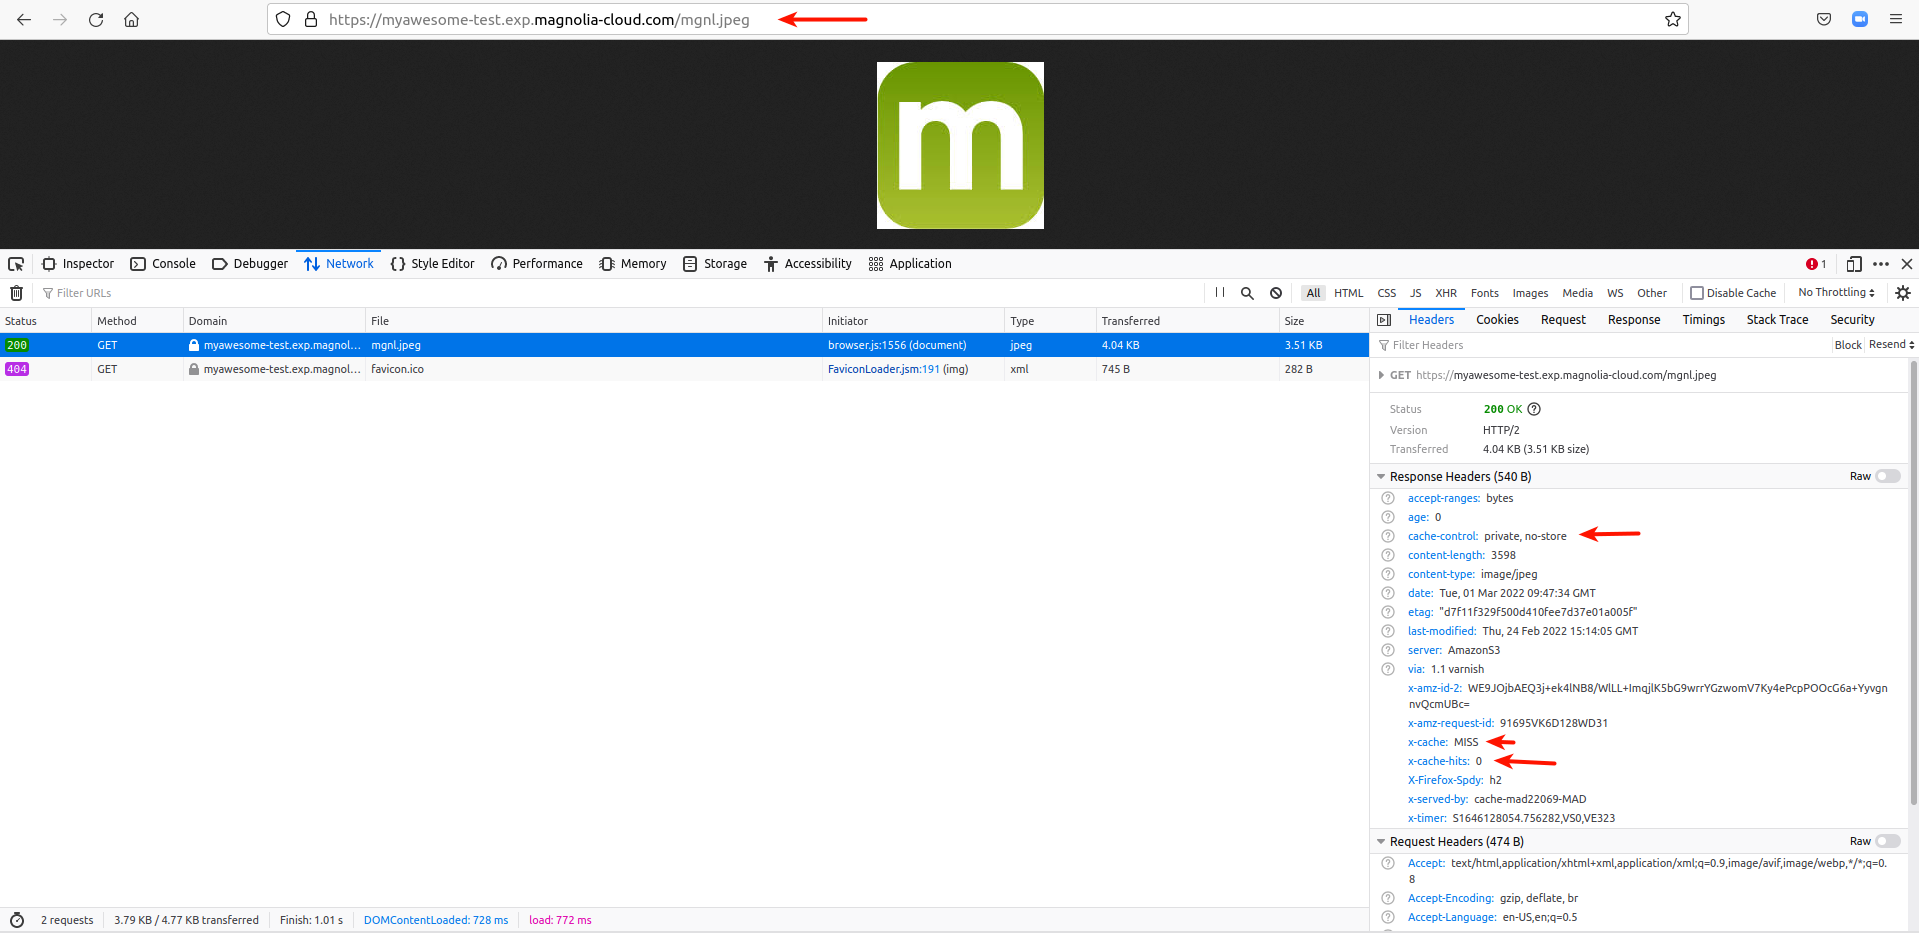 https://myawesome-test.exp.magnolia-cloud.com/mgnl.jpeg
m
Inspector Console Debugger Network Style Editor Performance Memory Storage Accessibility Application 1
Filter URLs All HTML CSS JS XHR Fonts Images Media WS Other Disable Cache No Throttling
Status Method Domain File Initiator Type Transferred Size
200 GET myawesome-test.exp.magnol... mgnl.jpeg browser.js:1556 (document) jpeg 4.04 KB 3.51 KB
404 GET myawesome-test.exp.magnol... favicon.ico FaviconLoader.jsm:191 (img) xml 745 B 282 B
Headers Cookies Request Response Timings Stack Trace Security
Filter Headers Block Resend
GET https://myawesome-test.exp.magnolia-cloud.com/mgnl.jpeg
Status 200 OK
Version HTTP/2
Transferred 4.04 KB (3.51 KB size)
Response Headers (540 B) Raw
accept-ranges: bytes
age: 0
cache-control: private, no-store
content-length: 3598
content-type: image/jpeg
date: Tue, 01 Mar 2022 09:47:34 GMT
etag: "d7f11f329f500d410fee7d37e01a005f"
last-modified: Thu, 24 Feb 2022 15:14:05 GMT
server: AmazonS3
via: 1.1 varnish
x-amz-id-2: WE9JOjbAEQ3j+ek4lNB8/WlLL+ImqjlK5bG9wrrYGzwomV7Ky4ePcpPOOcG6a+Yyvgn
nvQcmUBc=
x-amz-request-id: 91695VK6D128WD31
x-cache: MISS
x-cache-hits: 0
X-Firefox-Spdy: h2
x-served-by: cache-mad22069-MAD
x-timer: S1646128054.756282,VS0,VE323
Request Headers (474 B) Raw
Accept: text/html,application/xhtml+xml,application/xml;q=0.9,image/avif,image/webp,*/*;q=0.
8
Accept-Encoding: gzip, deflate, br
Accept-Language: en-US,en;q=0.5
2 requests 3.79 KB / 4.77 KB transferred Finish: 1.01 s DOMContentLoaded: 728 ms load: 772 ms